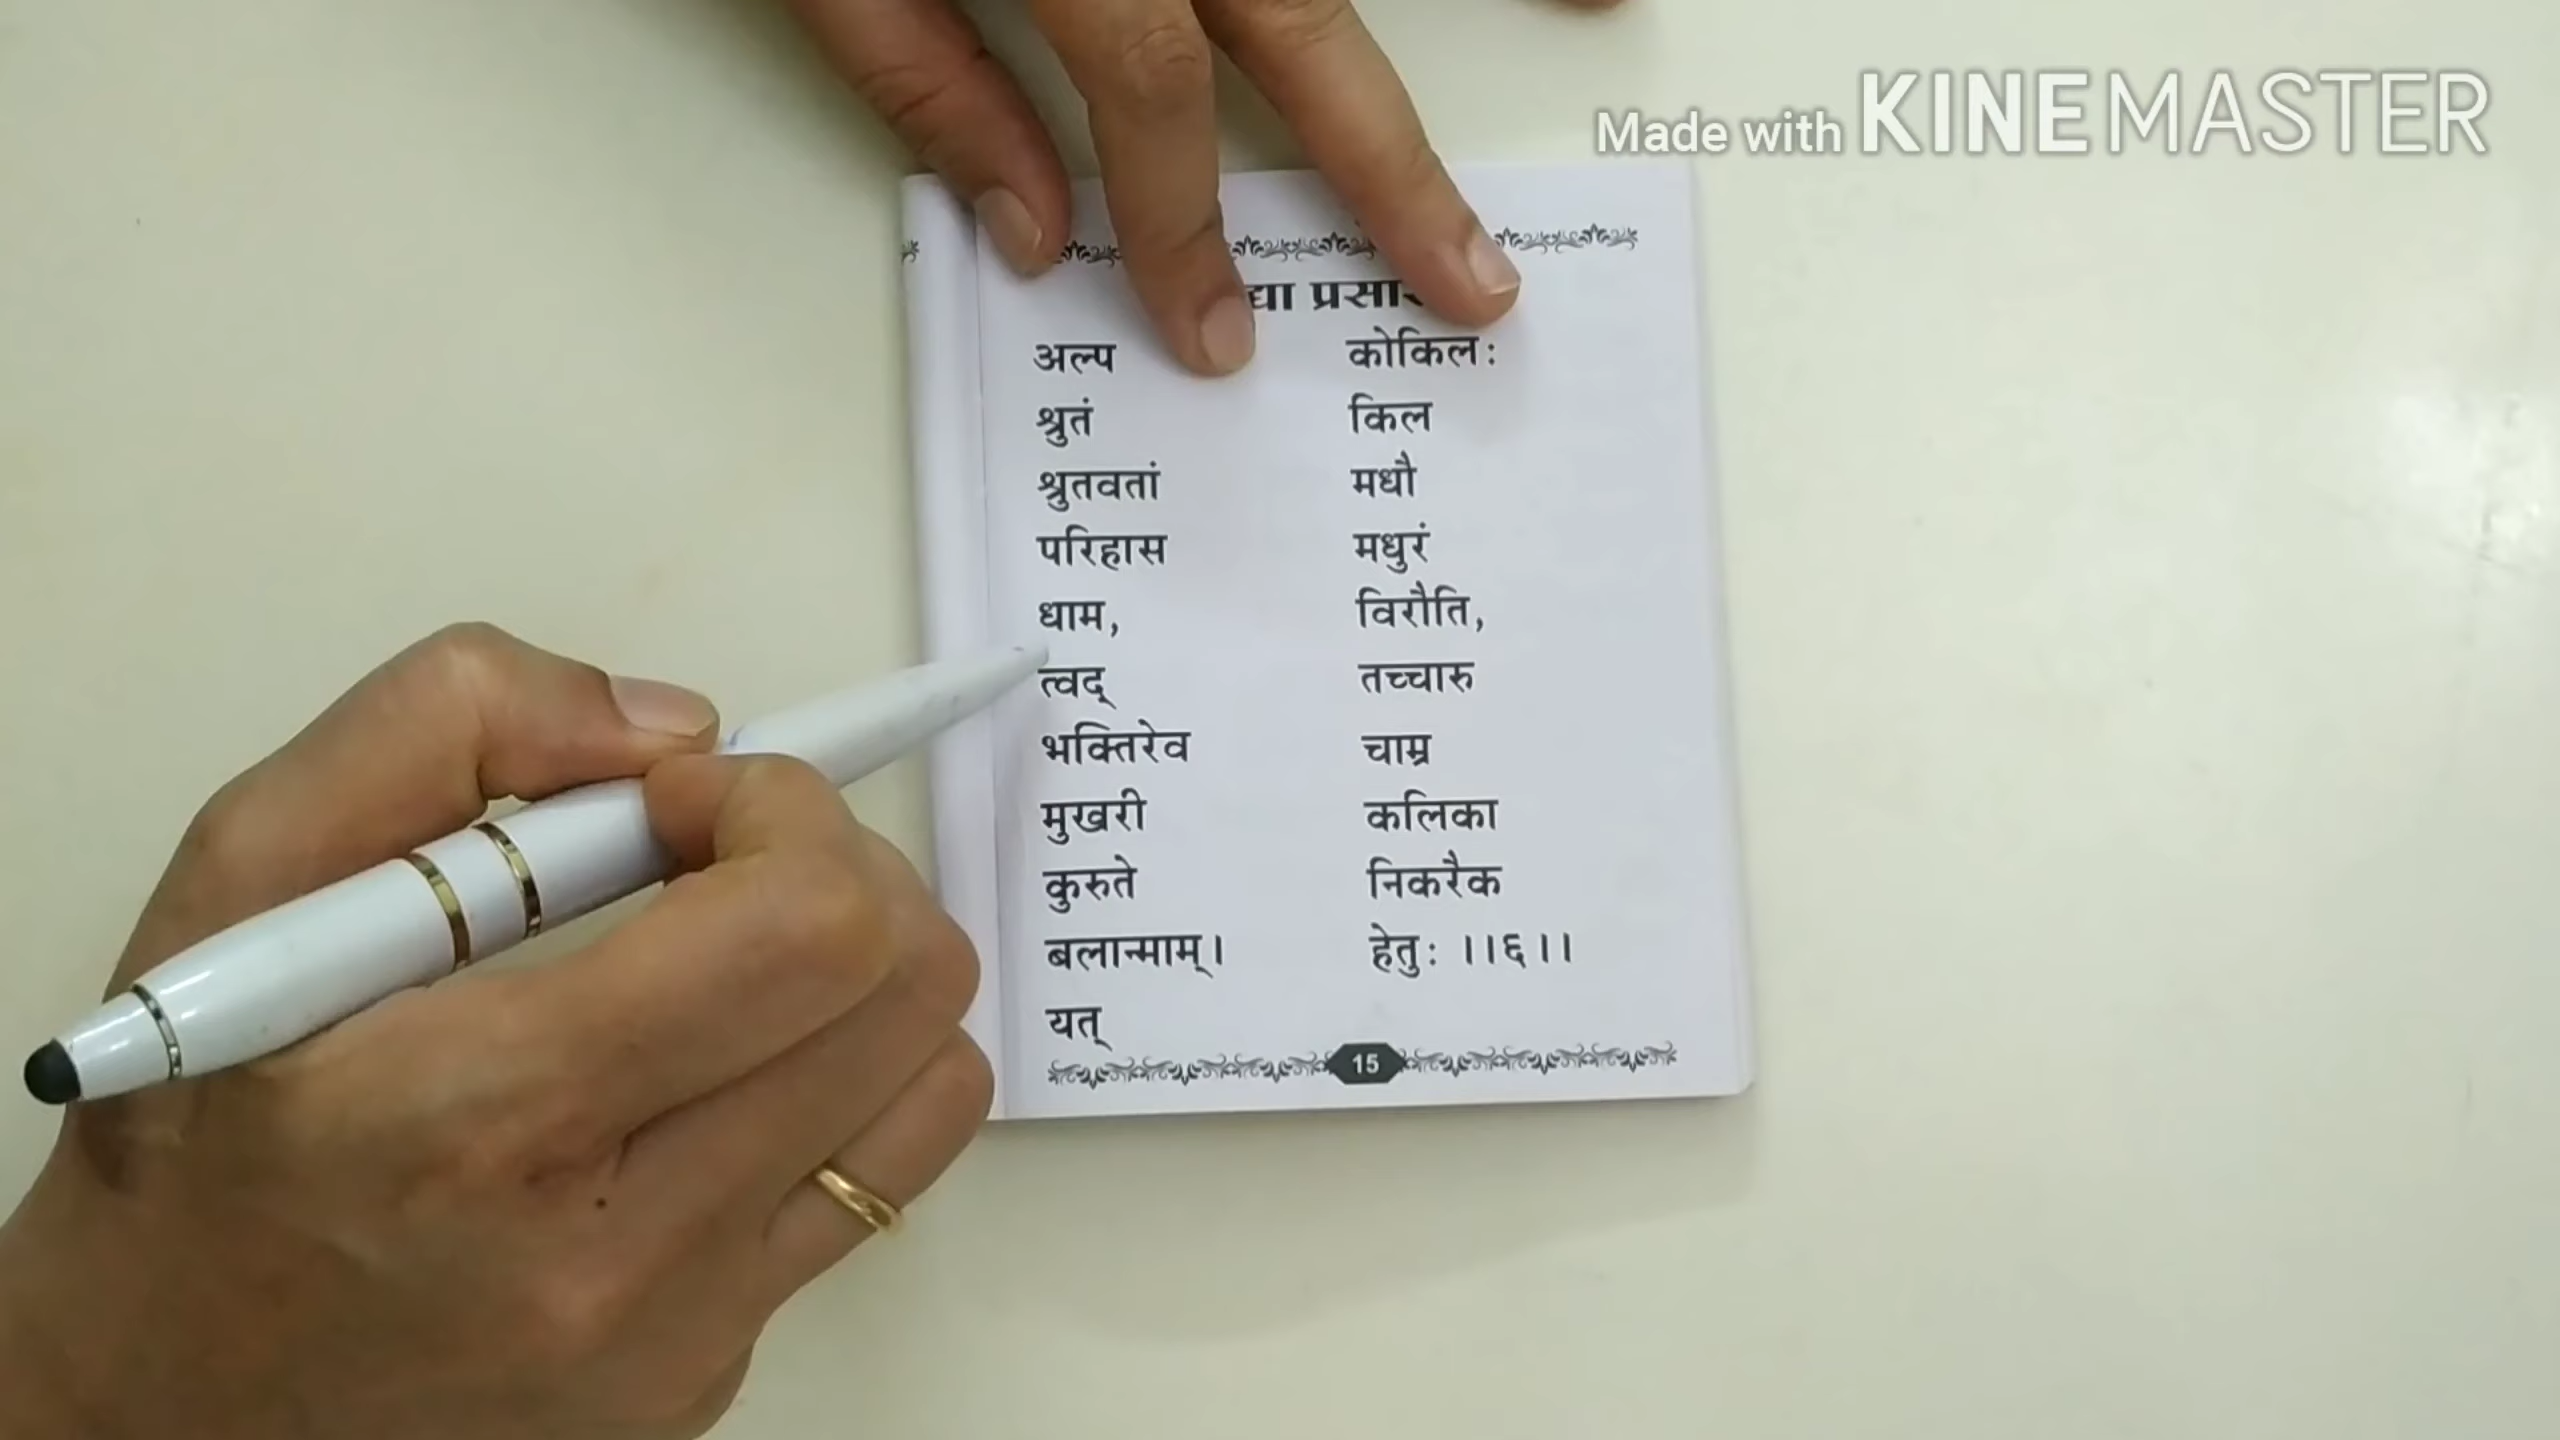 Made with KINEMASTER
प्रसा
अल्प
श्रुतं
श्रुतवतां
परिहास
धाम,
त्वद्
भक्तिरेव
मुखरी
कुरुते
बलान्माम्।
यत्
कोकिलः
किल
मधौ
मधुरं
विरौति,
तच्चारु
चाम्र
कलिका
निकरैक
हेतुः ।।६।।
15